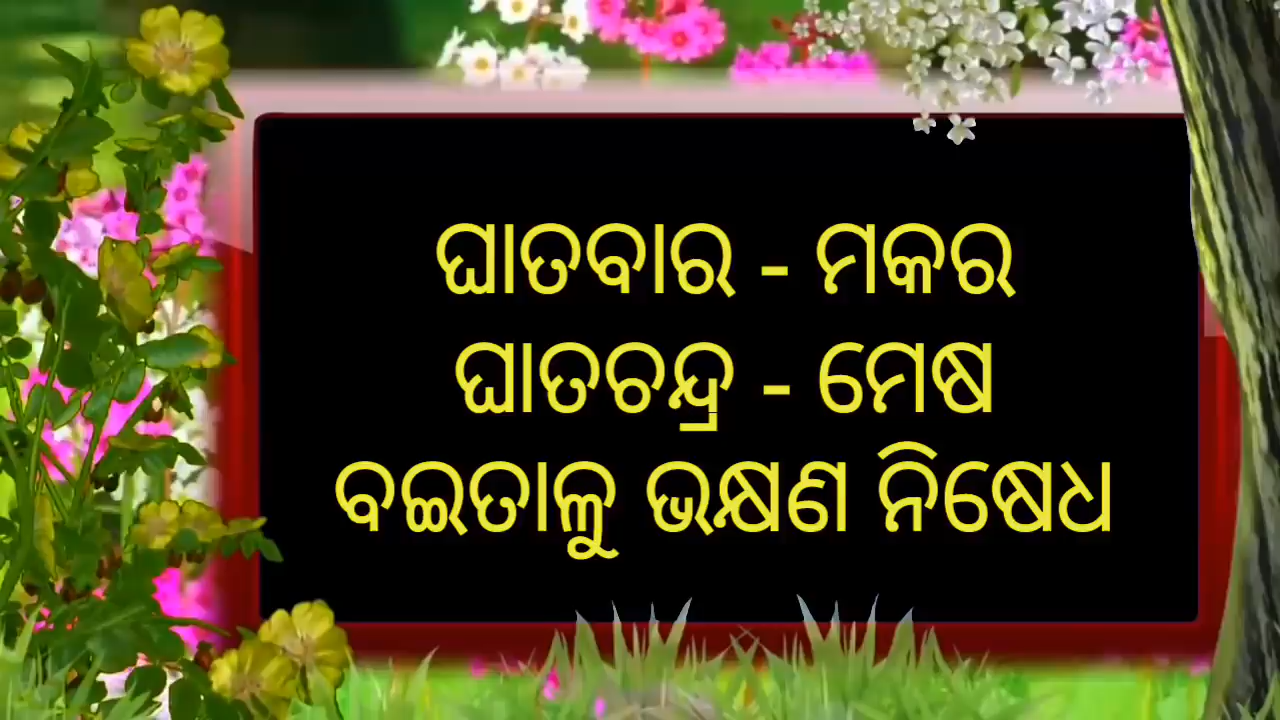 ଘାତବାର - ମକର
ଘାତଚନ୍ଦ୍ର - ମେଷ
ବଇତାଳୁ ଭକ୍ଷଣ ନିଷେଧ